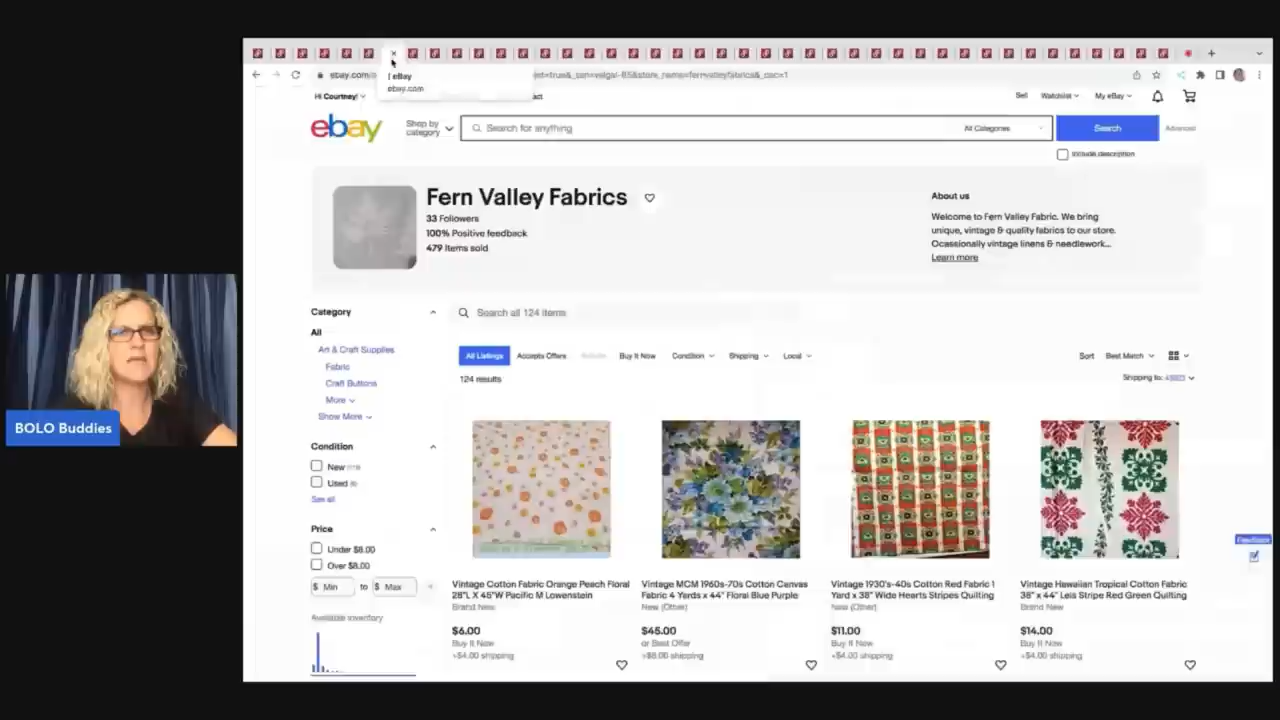 | eBay
ebay.com
Hi Courtney!
Sell
Watchlist
My eBay
ebay
Shop by
category
Search for anything
All Categories
Search
Advanced
Include description
Fern Valley Fabrics
33 Followers
100% Positive feedback
479 Items sold
About us
Welcome to Fern Valley Fabric. We bring
unique, vintage & quality fabrics to our store.
Ocassionally vintage linens & needlework...
Learn more
Category
All
Art & Craft Supplies
Fabric
Craft Buttons
More
Show More
Search all 124 items
All Listings
Accepts Offers
Buy It Now
Condition
Shipping
Local
Sort
Best Match
124 results
Shipping to:
Condition
New
Used
See all
Price
Under $8.00
Over $8.00
$ Min
to
$ Max
Available inventory
Vintage Cotton Fabric Orange Peach Floral
28"L X 45"W Pacific M Lowenstein
Brand New
$6.00
Buy It Now
+$4.00 shipping
Vintage MCM 1960s-70s Cotton Canvas
Fabric 4 Yards x 44" Floral Blue Purple
New (Other)
$45.00
or Best Offer
+$8.00 shipping
Vintage 1930's-40s Cotton Red Fabric 1
Yard x 38" Wide Hearts Stripes Quilting
New (Other)
$11.00
Buy It Now
+$4.00 shipping
Vintage Hawaiian Tropical Cotton Fabric
38" x 44" Leis Stripe Red Green Quilting
Brand New
$14.00
Buy It Now
+$4.00 shipping
Feedback
BOLO Buddies